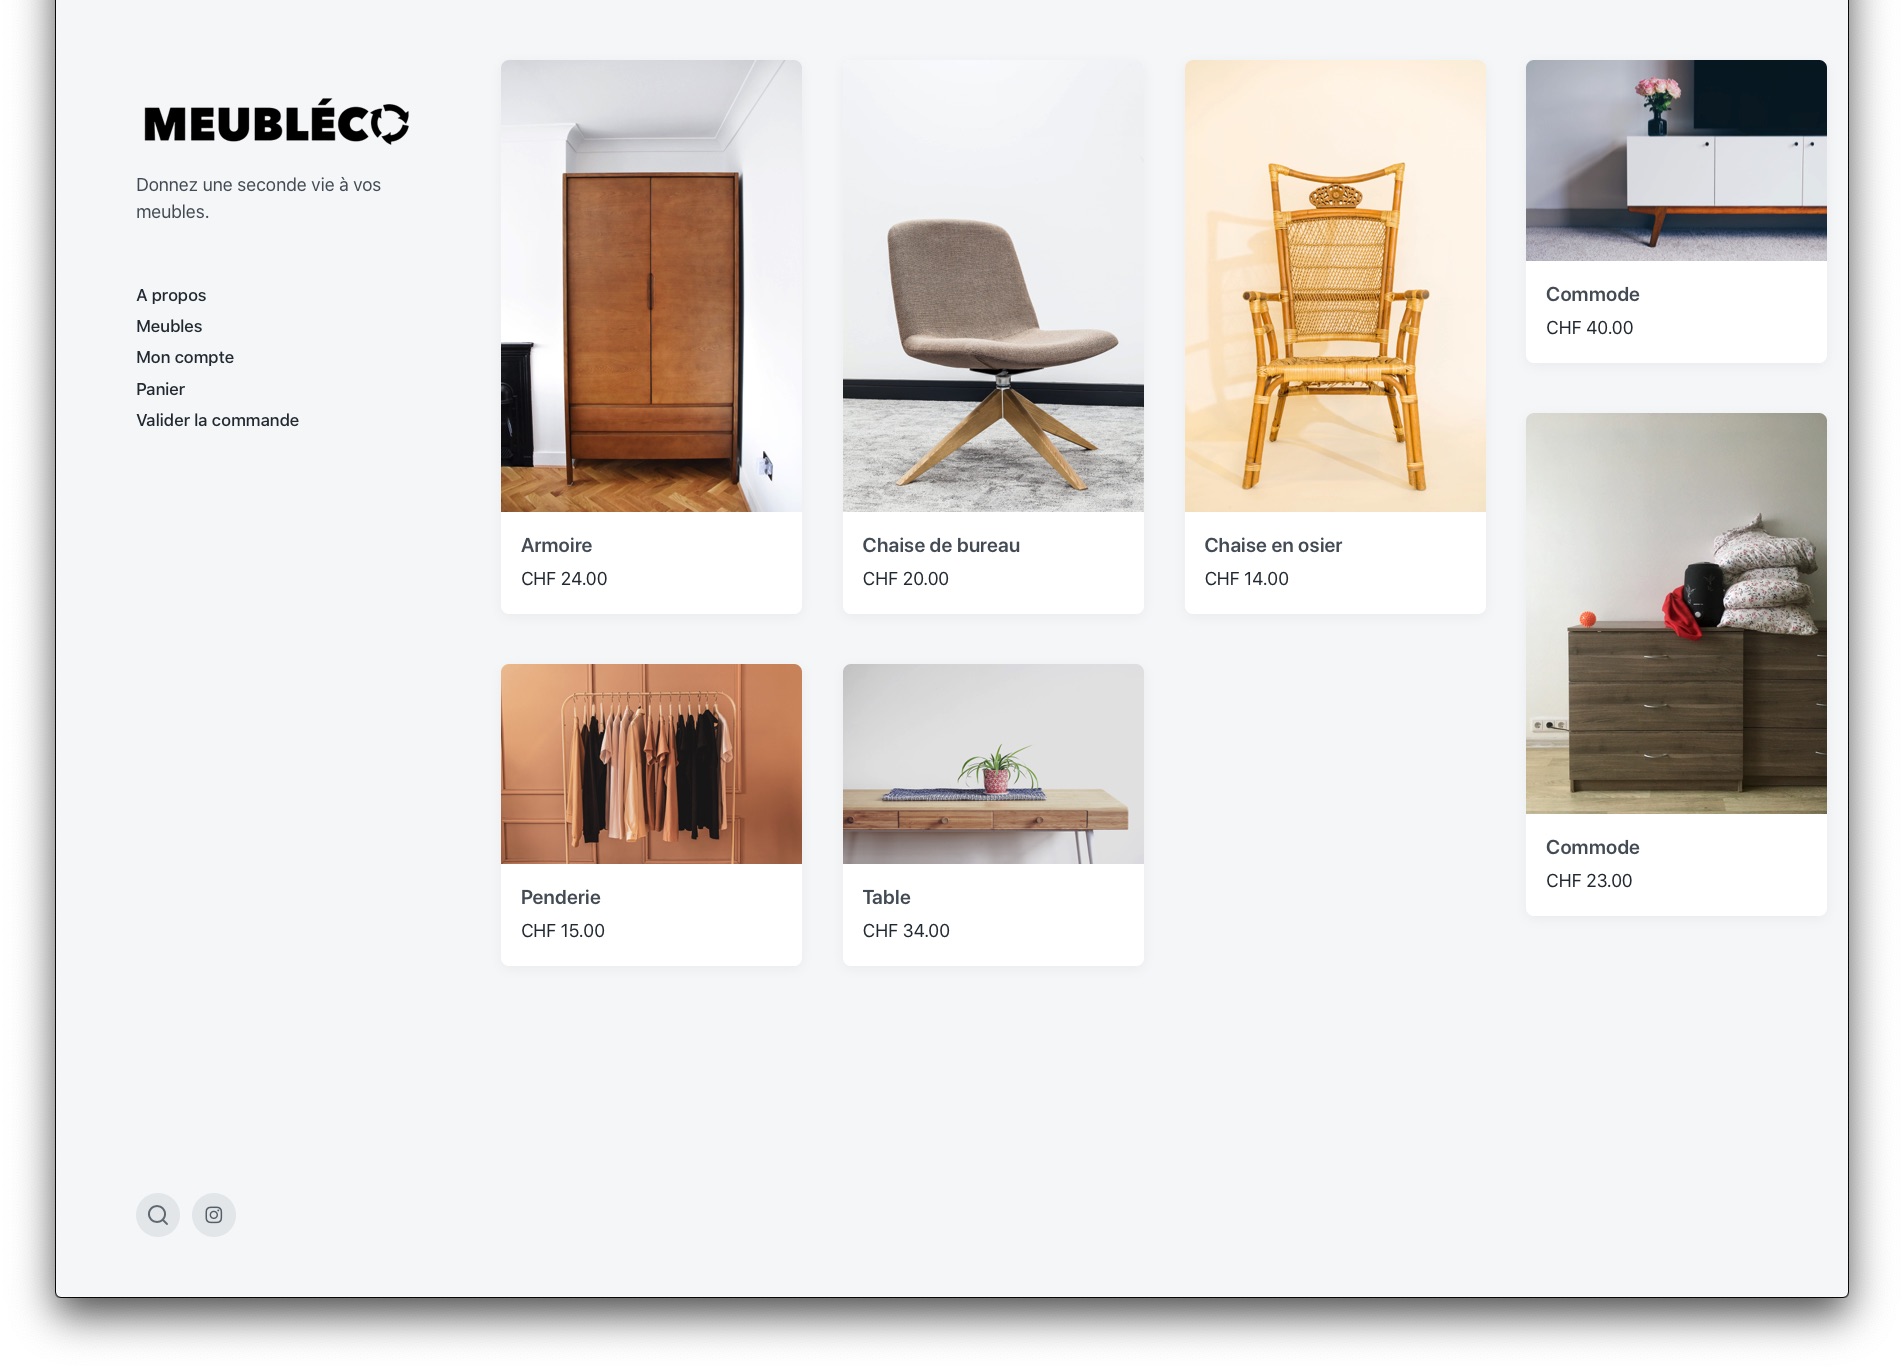 MEUBLÉCO
Donnez une seconde vie à vos
meubles.
A propos
Meubles
Mon compte
Panier
Valider la commande
Armoire
CHF 24.00
Chaise de bureau
CHF 20.00
Chaise en osier
CHF 14.00
Commode
CHF 40.00
Penderie
CHF 15.00
Table
CHF 34.00
Commode
CHF 23.00